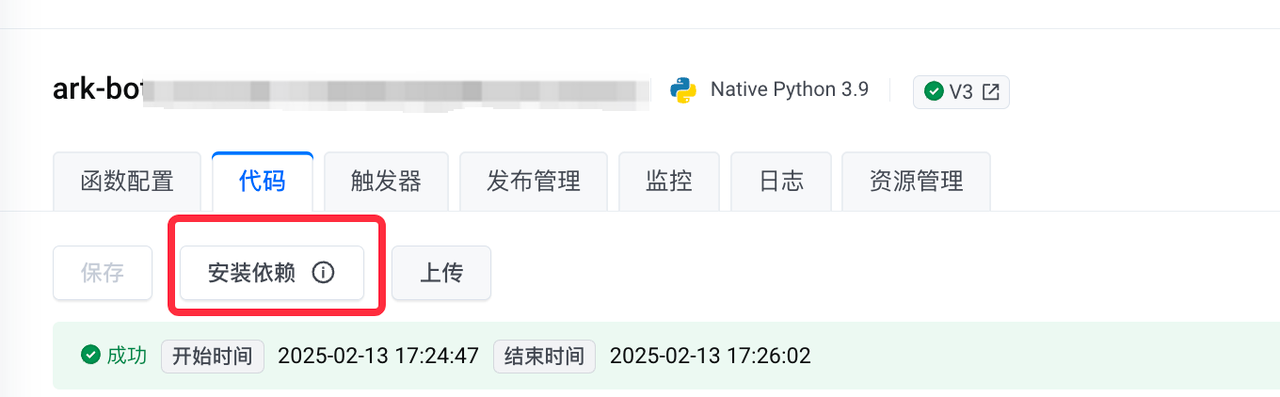 ark-bot Native Python 3.9 V3
函数配置 代码 触发器 发布管理 监控 日志 资源管理
保存 安装依赖 上传
成功 开始时间 2025-02-13 17:24:47 结束时间 2025-02-13 17:26:02